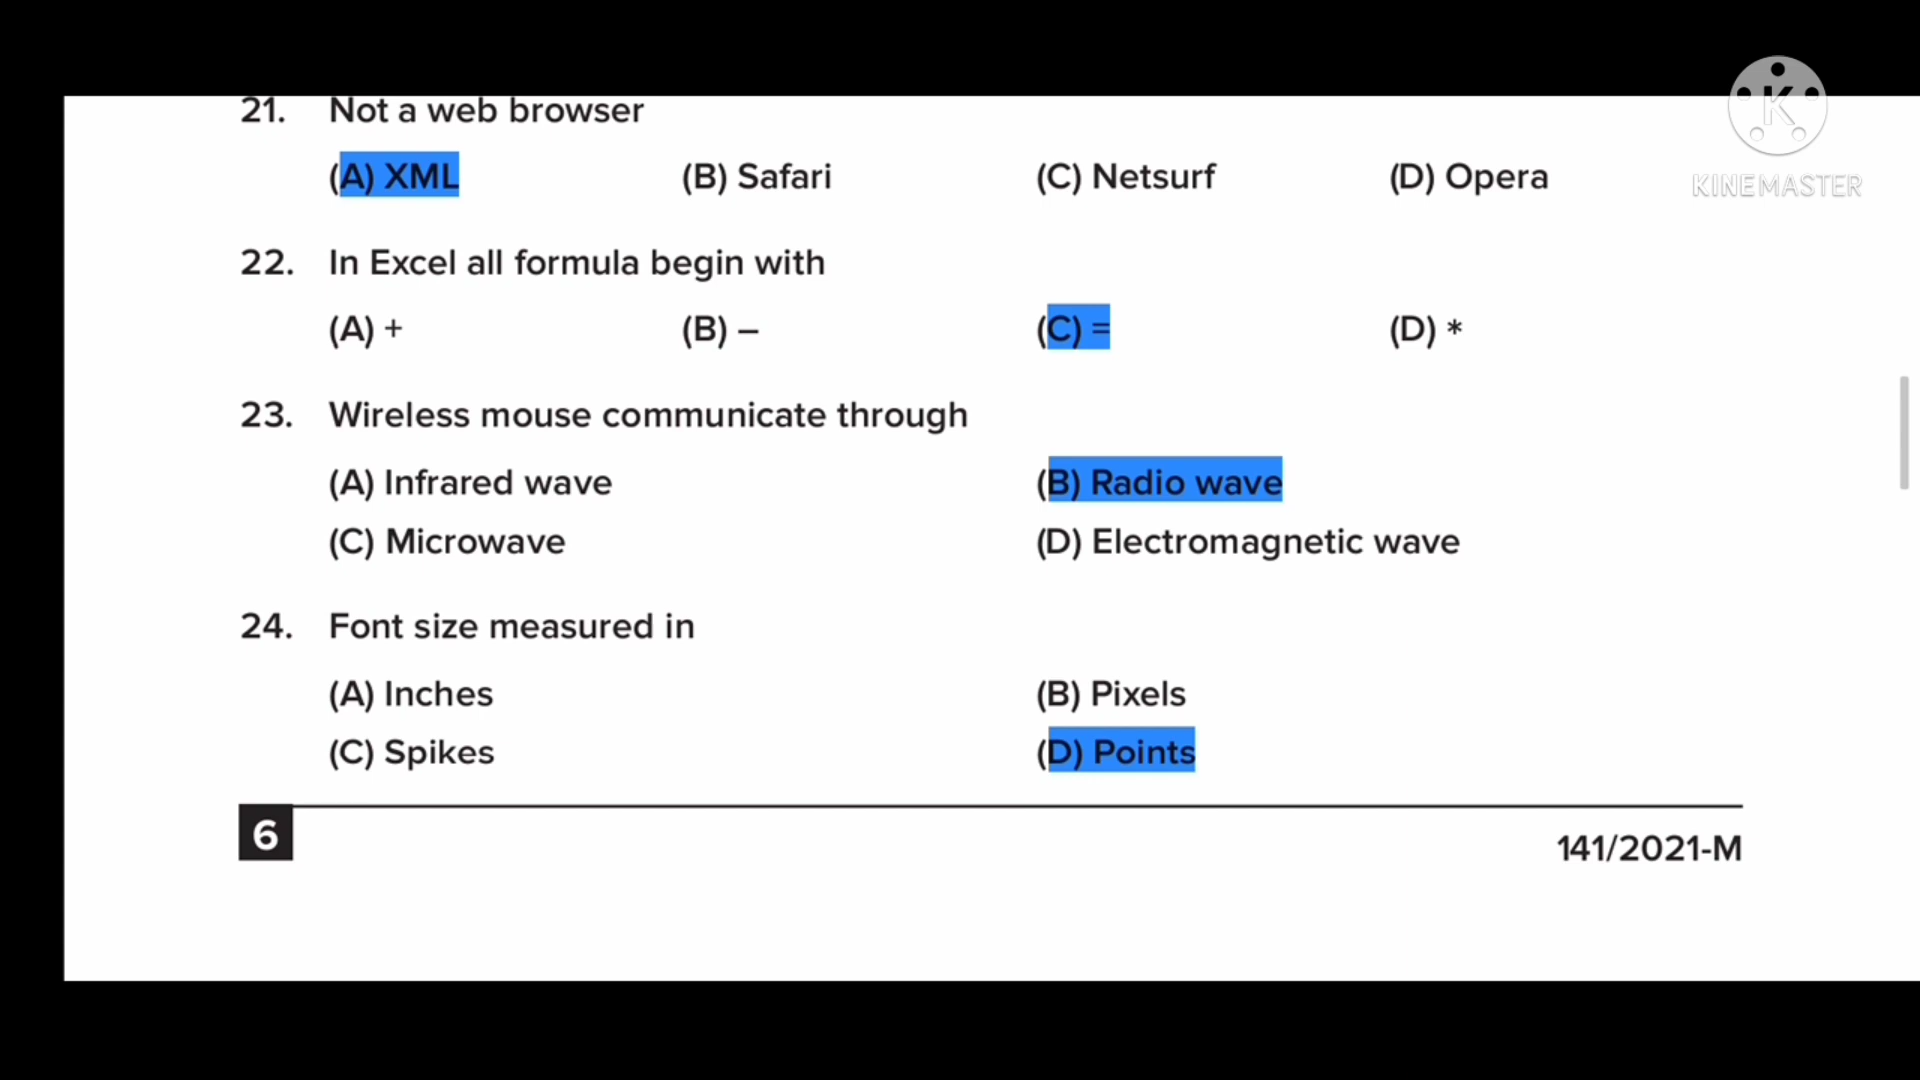 21. Not a web browser
(A) XML (B) Safari (C) Netsurf (D) Opera
22. In Excel all formula begin with
(A) + (B) – (C) = (D) *
23. Wireless mouse communicate through
(A) Infrared wave (B) Radio wave
(C) Microwave (D) Electromagnetic wave
24. Font size measured in
(A) Inches (B) Pixels
(C) Spikes (D) Points
6
141/2021-M
K
KINEMASTER